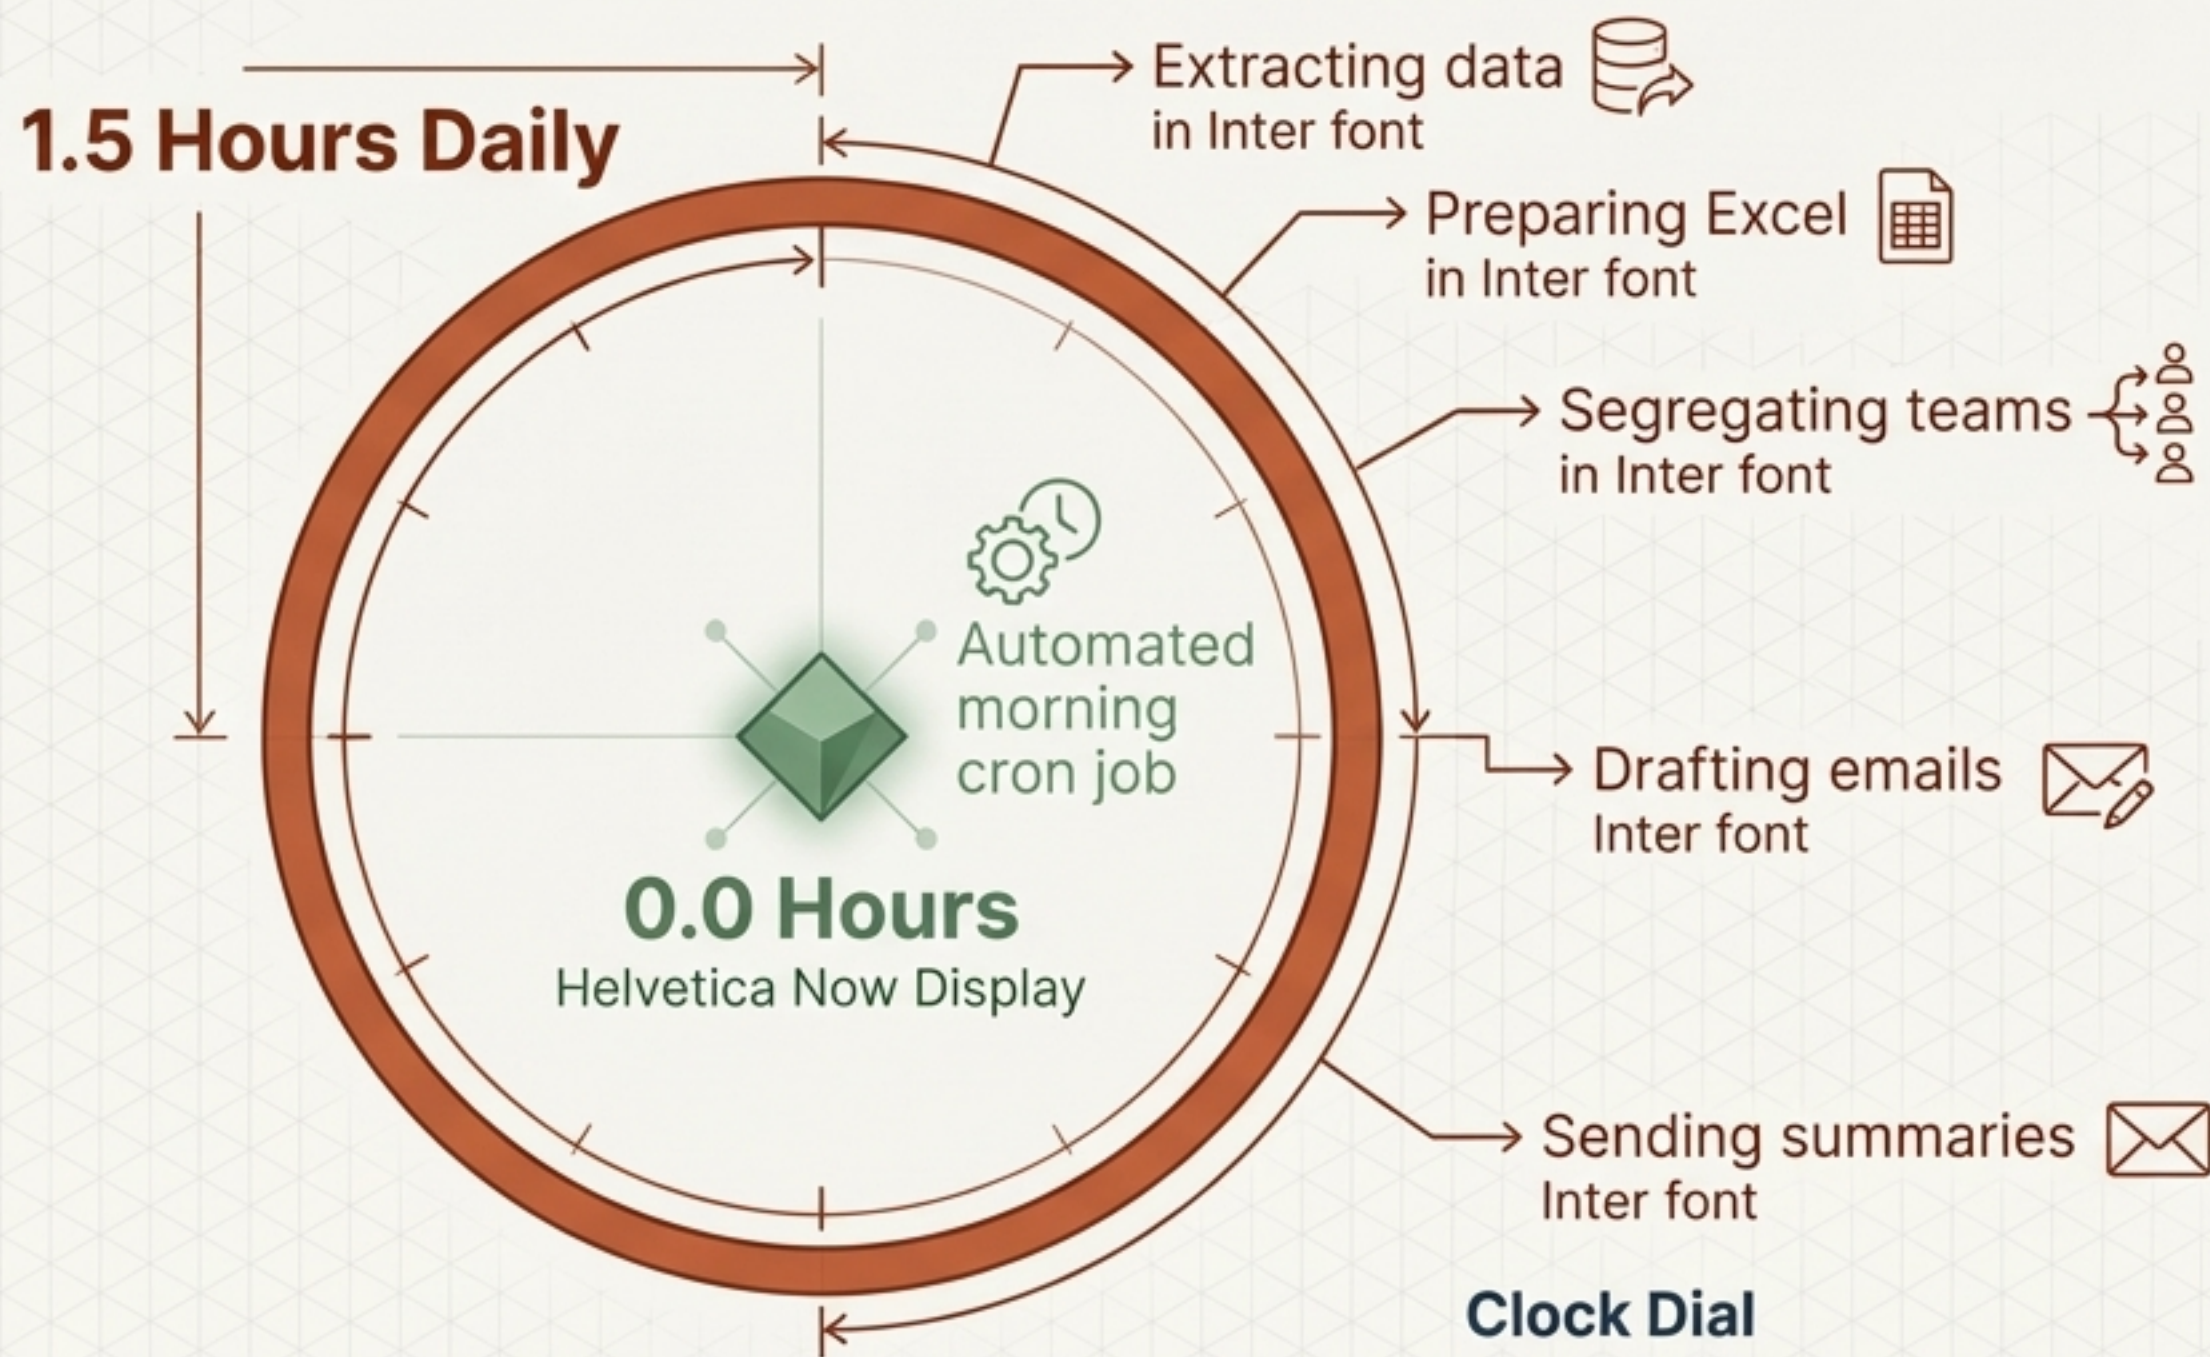 1.5 Hours Daily
Extracting data
in Inter font
Preparing Excel
in Inter font
Segregating teams
in Inter font
Automated
morning
cron job
Drafting emails
Inter font
0.0 Hours
Helvetica Now Display
Sending summaries
Inter font
Clock Dial